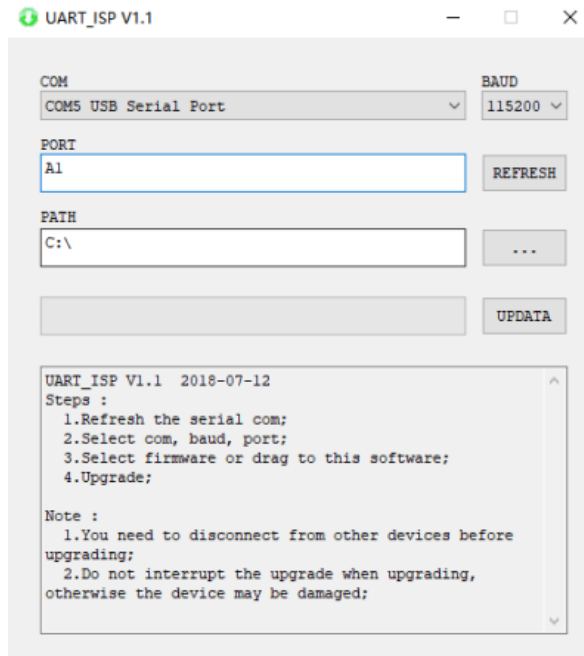 UART_ISP V1.1
COM
BAUD
COM5 USB Serial Port
115200
PORT
A1
REFRESH
PATH
C:\
...
UPDATA
UART_ISP V1.1  2018-07-12
Steps :
1.Refresh the serial com;
2.Select com, baud, port;
3.Select firmware or drag to this software;
4.Upgrade;
Note :
1.You need to disconnect from other devices before
upgrading;
2.Do not interrupt the upgrade when upgrading,
otherwise the device may be damaged;